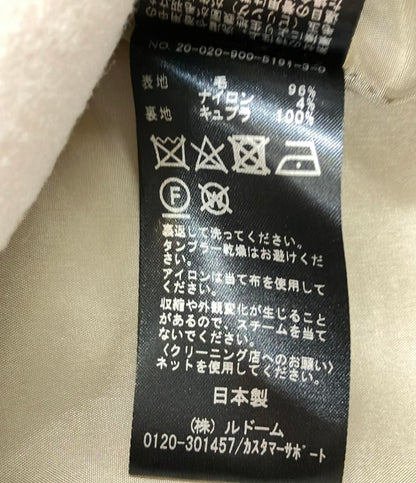 NO. 20-020-900-6191-3-0
表地 毛 96%
ナイロン 4%
裏地 キュプラ 100%
F W
裏返して洗ってください。
タンブラー乾燥はお避けくだ
さい。
アイロンは当て布を使用して
ください。
収縮や外観変化が生じること
があるので、スチームを当て
ないでください。
〈クリーニング店へのお願い〉
ネットを使用してください。
日本製
(株) ルドーム
0120-301457/カスタマーサポート